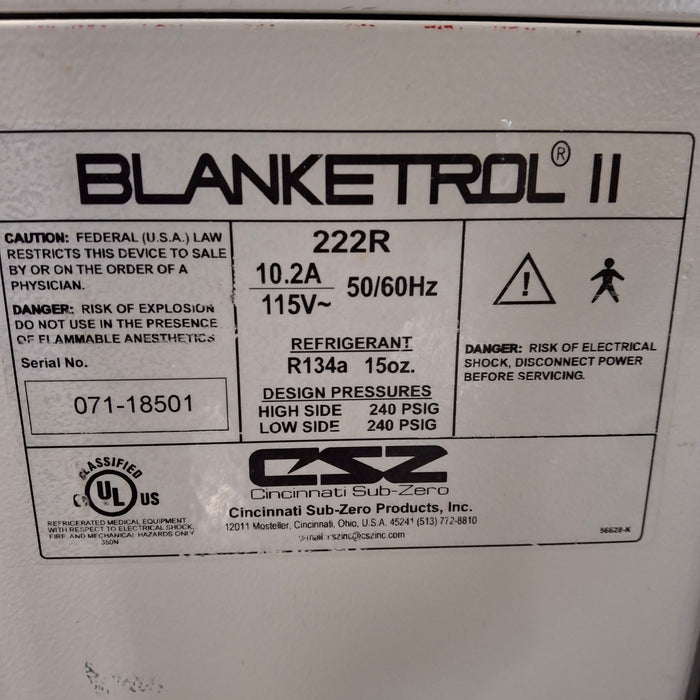 BLANKETROL® II
CAUTION: FEDERAL (U.S.A.) LAW
RESTRICTS THIS DEVICE TO SALE
BY OR ON THE ORDER OF A
PHYSICIAN.
DANGER: RISK OF EXPLOSION
DO NOT USE IN THE PRESENCE
OF FLAMMABLE ANESTHETICS
Serial No.
071-18501
222R
10.2A
115V~
50/60Hz
REFRIGERANT
R134a 15oz.
DESIGN PRESSURES
HIGH SIDE 240 PSIG
LOW SIDE 240 PSIG
DANGER: RISK OF ELECTRICAL
SHOCK, DISCONNECT POWER
BEFORE SERVICING.
CLASSIFIED
C UL US
REFRIGERATED MEDICAL EQUIPMENT
WITH RESPECT TO ELECTRICAL SHOCK,
FIRE AND MECHANICAL HAZARDS ONLY
350N
CSZ
Cincinnati Sub-Zero
Cincinnati Sub-Zero Products, Inc.
12011 Mosteller, Cincinnati, Ohio, U.S.A. 45241 (513) 772-8810
cszinc@cszinc.com
56828-K